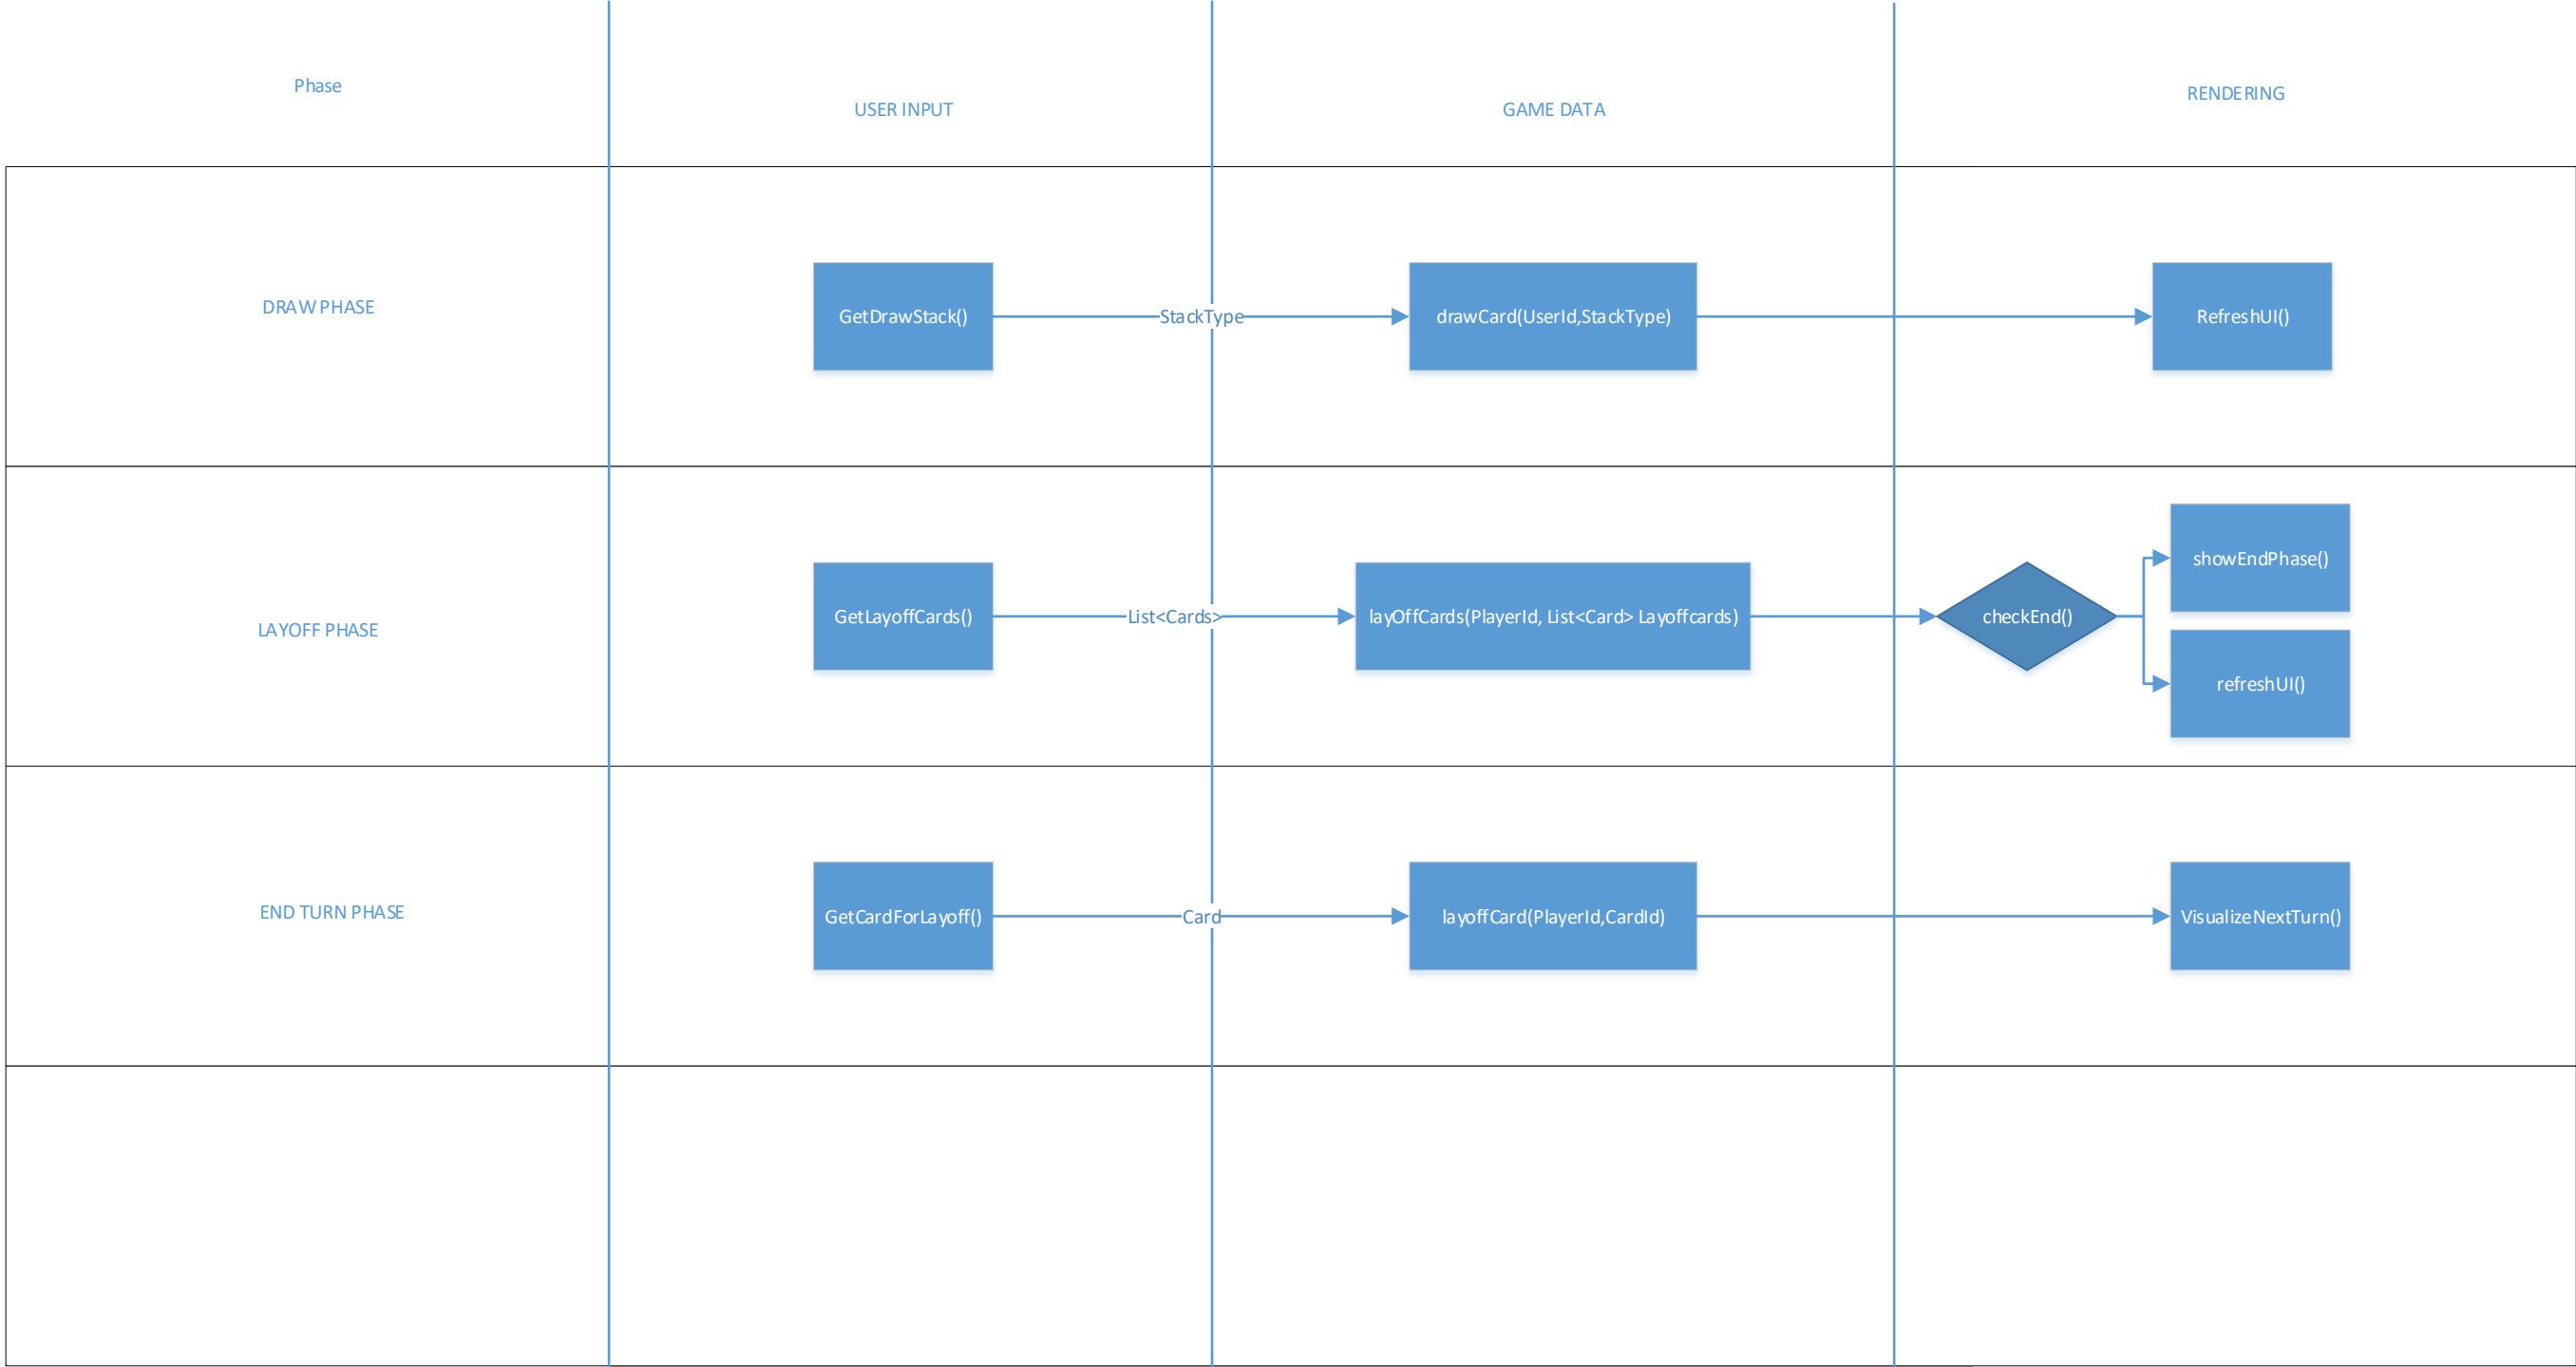 Phase
USER INPUT
GAME DATA
RENDERING
DRAW PHASE
GetDrawStack()
StackType
drawCard(UserId,StackType)
RefreshUI()
LAYOFF PHASE
GetLayoffCards()
List<Cards>
layOffCards(PlayerId, List<Card> Layoffcards)
checkEnd()
showEndPhase()
refreshUI()
END TURN PHASE
GetCardForLayoff()
Card
layoffCard(PlayerId,CardId)
VisualizeNextTurn()